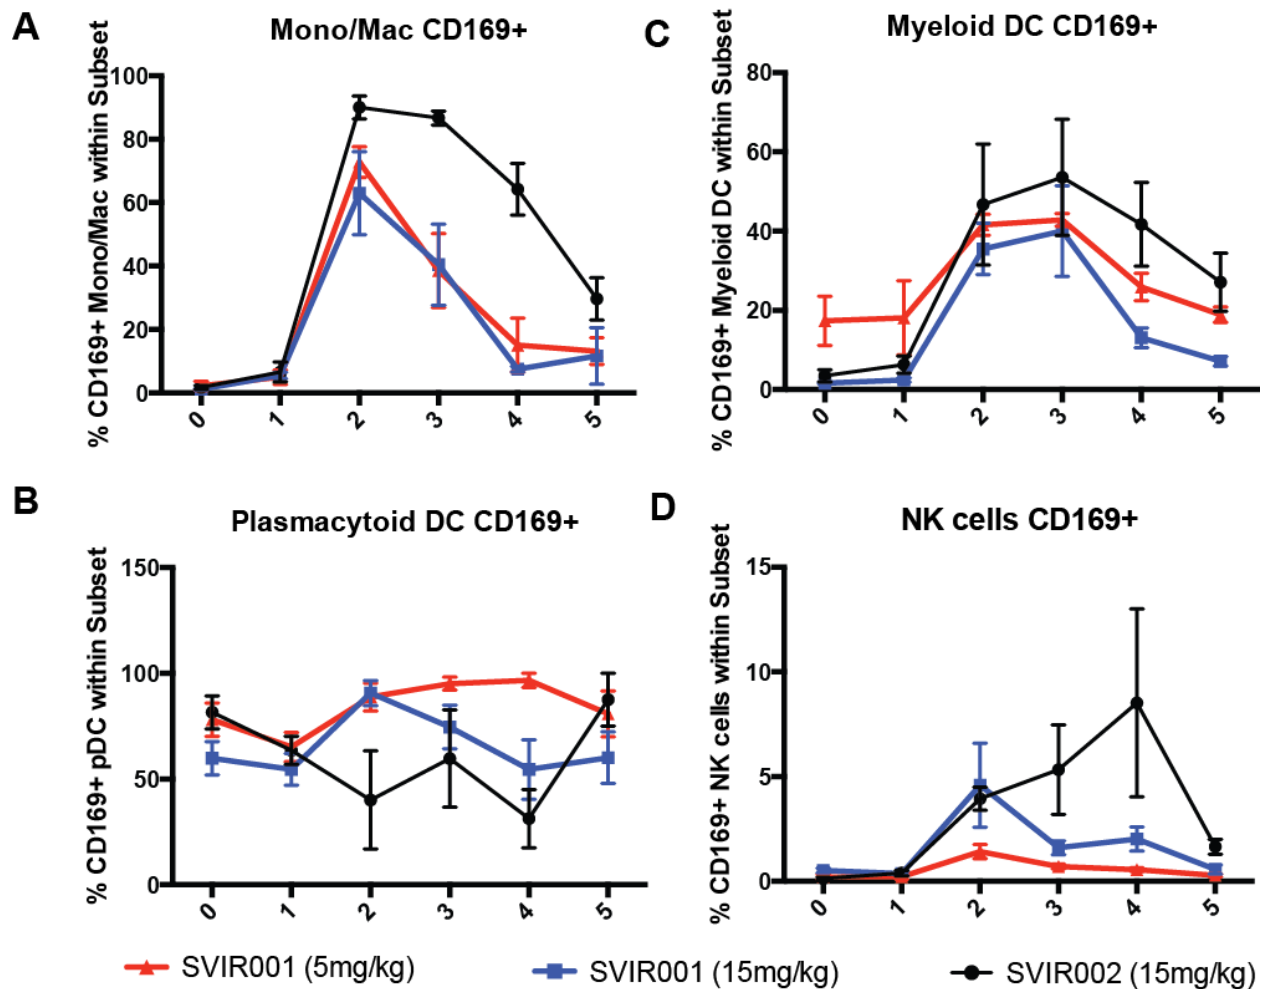 A
Mono/Mac CD169+
% CD169+ Mono/Mac within Subset
100
80
60
40
20
0
0 1 2 3 4 5
C
Myeloid DC CD169+
% CD169+ Myeloid DC within Subset
80
60
40
20
0
0 1 2 3 4 5
B
Plasmacytoid DC CD169+
% CD169+ pDC within Subset
150
100
50
0
0 1 2 3 4 5
D
NK cells CD169+
% CD169+ NK cells within Subset
15
10
5
0
0 1 2 3 4 5
SVIR001 (5mg/kg)
SVIR001 (15mg/kg)
SVIR002 (15mg/kg)